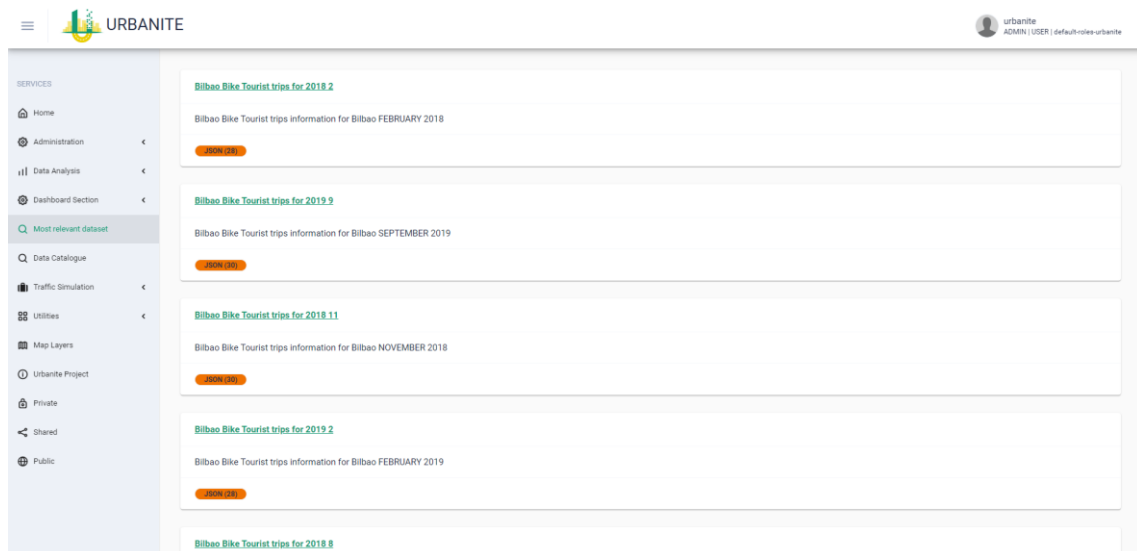 URBANITE
urbanite
ADMIN | USER | default-roles-urbanite
SERVICES
Home
Administration
Data Analysis
Dashboard Section
Most relevant dataset
Data Catalogue
Traffic Simulation
Utilities
Map Layers
Urbanite Project
Private
Shared
Public
Bilbao Bike Tourist trips for 2018 2
Bilbao Bike Tourist trips information for Bilbao FEBRUARY 2018
JSON (28)
Bilbao Bike Tourist trips for 2019 9
Bilbao Bike Tourist trips information for Bilbao SEPTEMBER 2019
JSON (30)
Bilbao Bike Tourist trips for 2018 11
Bilbao Bike Tourist trips information for Bilbao NOVEMBER 2018
JSON (30)
Bilbao Bike Tourist trips for 2019 2
Bilbao Bike Tourist trips information for Bilbao FEBRUARY 2019
JSON (28)
Bilbao Bike Tourist trips for 2018 8